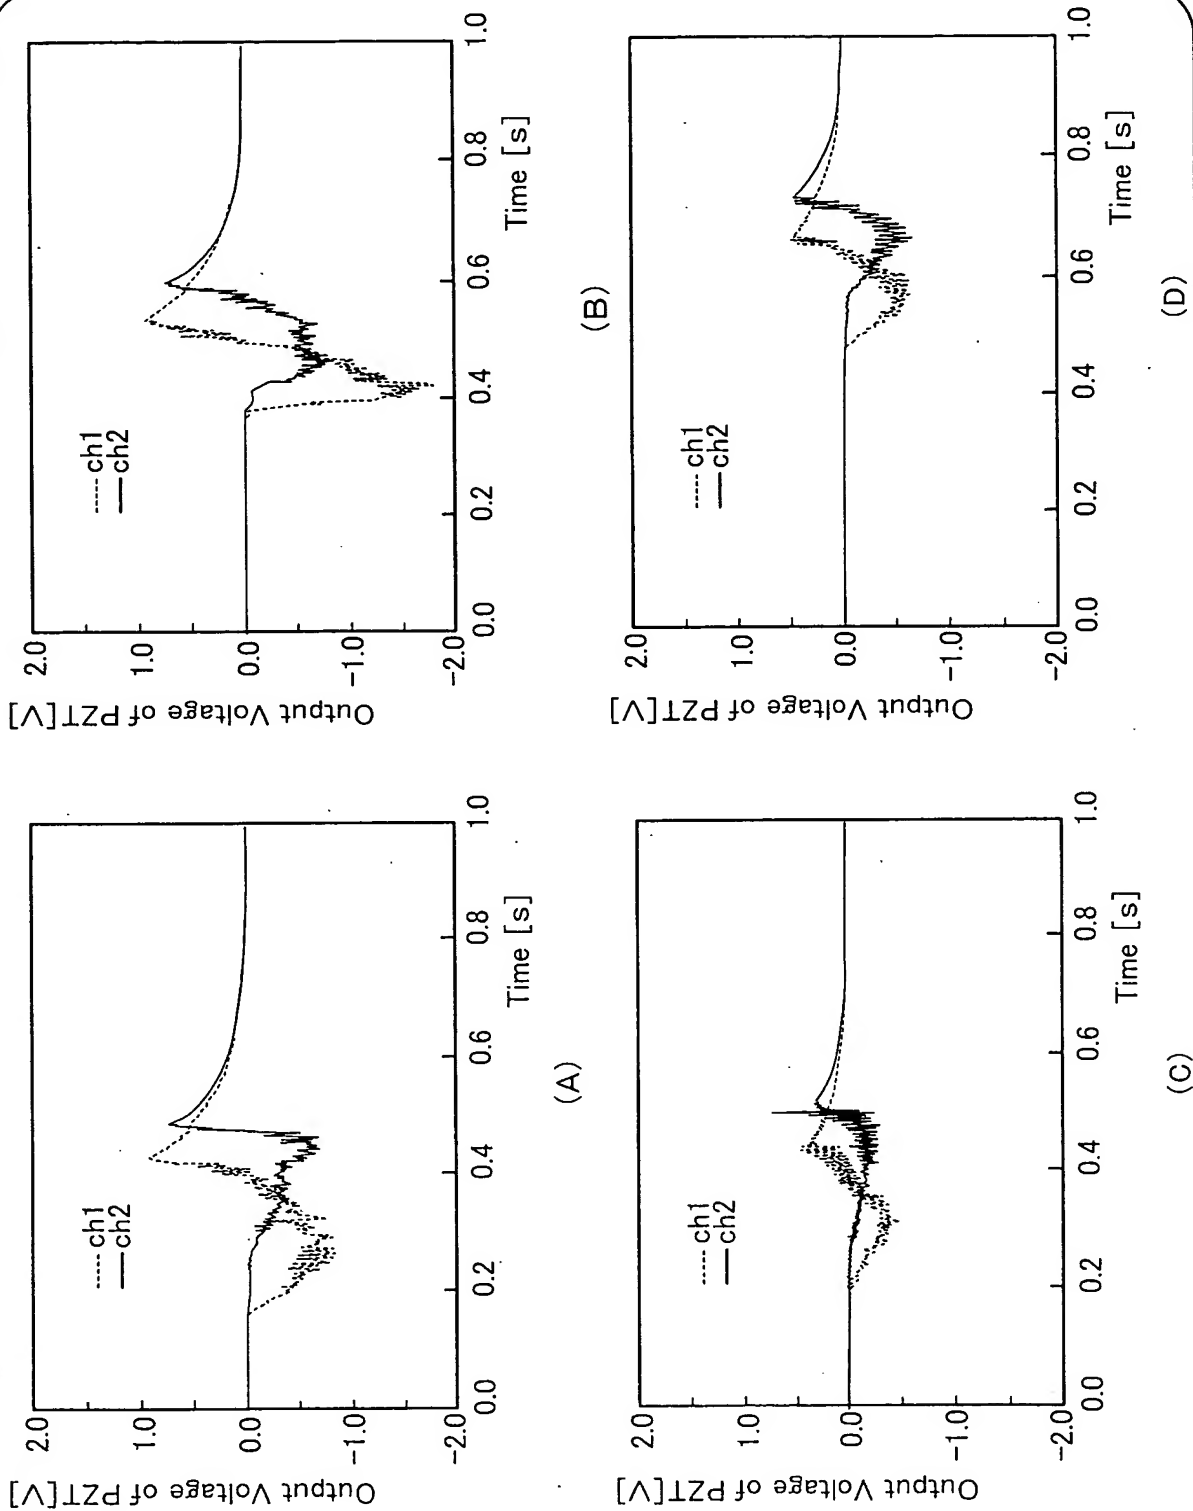 Output Voltage of PZT[V]
2.0
1.0
0.0
-1.0
-2.0
---- ch1
— ch2
0.0 0.2 0.4 0.6 0.8 1.0
Time [s]
(A)
Output Voltage of PZT[V]
2.0
1.0
0.0
-1.0
-2.0
---- ch1
— ch2
0.0 0.2 0.4 0.6 0.8 1.0
Time [s]
(B)
Output Voltage of PZT[V]
2.0
1.0
0.0
-1.0
-2.0
---- ch1
— ch2
0.0 0.2 0.4 0.6 0.8 1.0
Time [s]
(C)
Output Voltage of PZT[V]
2.0
1.0
0.0
-1.0
-2.0
---- ch1
— ch2
0.0 0.2 0.4 0.6 0.8 1.0
Time [s]
(D)